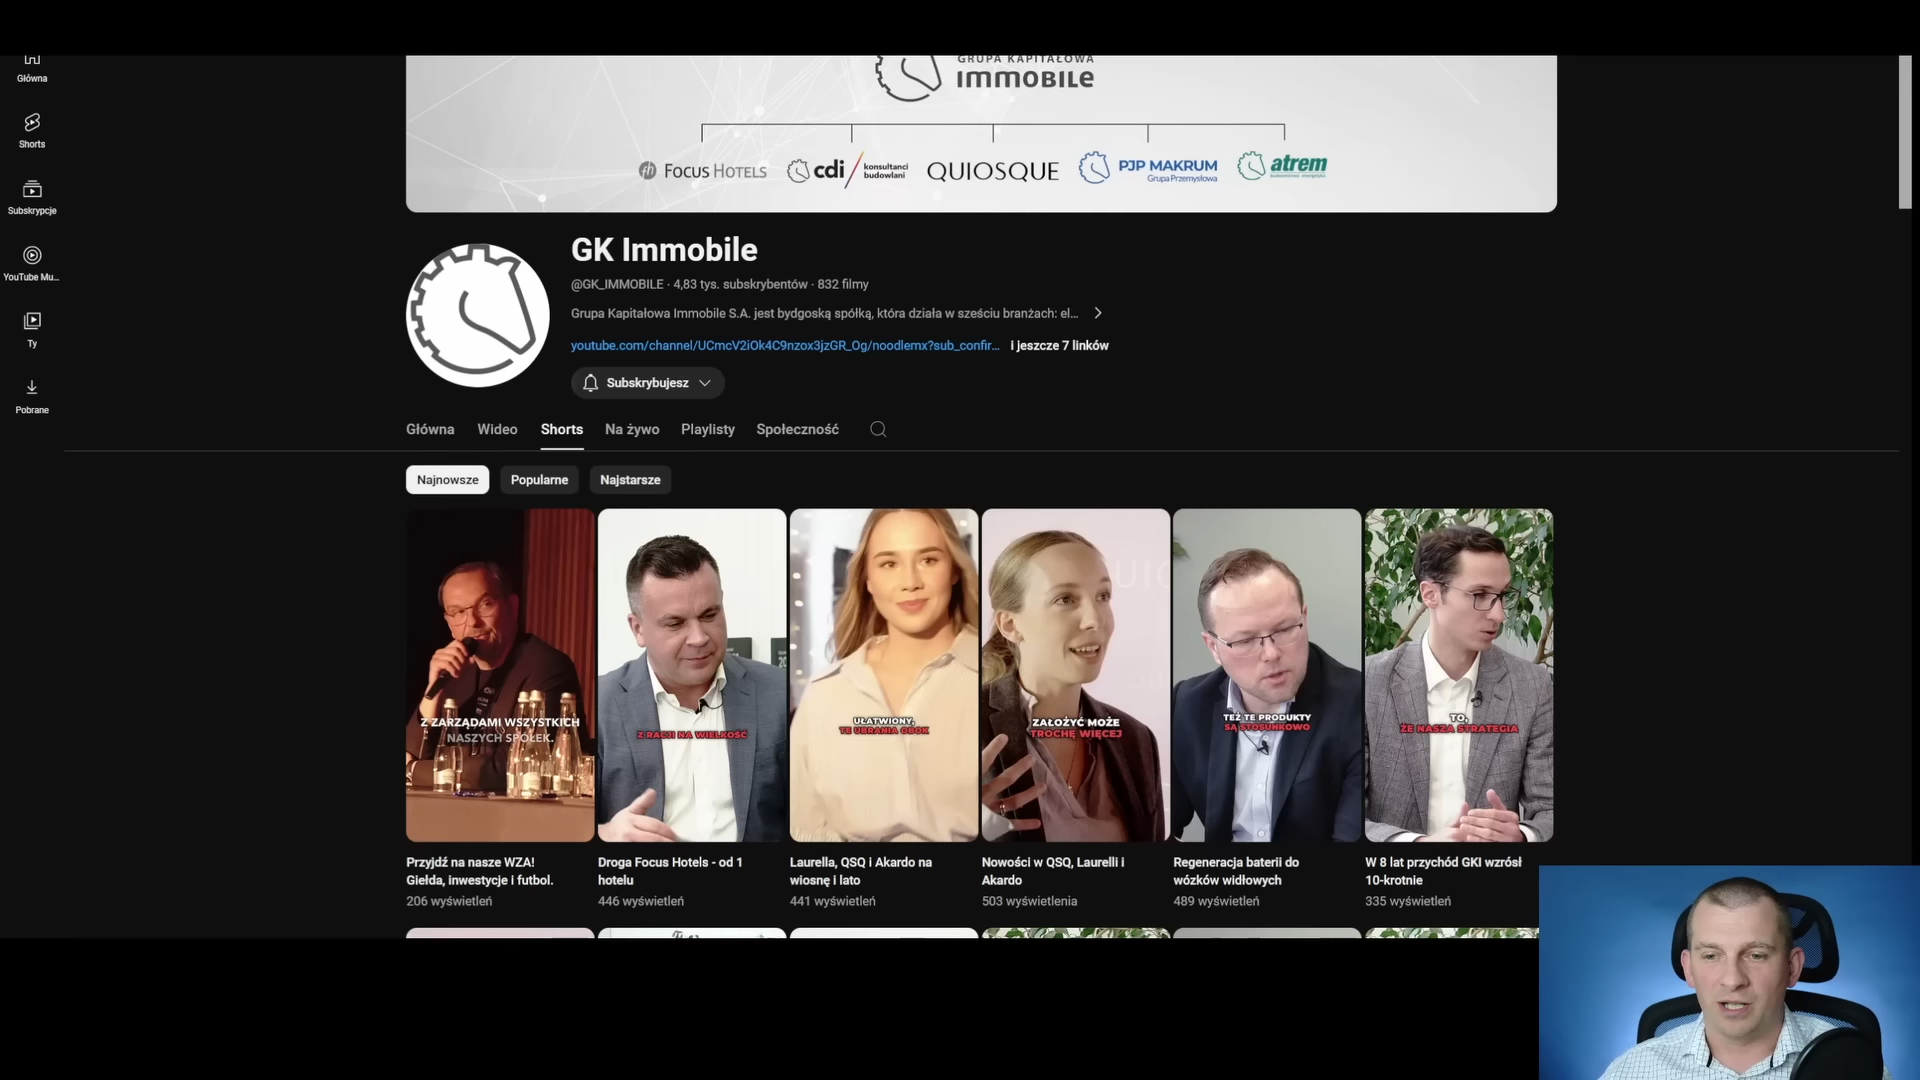 GRUPA KAPITAŁOWA
IMMOBILE
FOCUS HOTELS
cdi konsultanci budowlani
QUIOSQUE
PJP MAKRUM
Grupa Przemysłowa
atrem
Główna
Shorts
Subskrypcje
YouTube Mu...
Ty
Pobrane
GK Immobile
@GK_IMMOBILE · 4,83 tys. subskrybentów · 832 filmy
Grupa Kapitałowa Immobile S.A. jest bydgoską spółką, która działa w sześciu branżach: el...
youtube.com/channel/UCmcV2iOk4C9nzox3jzGR_Og/noodlemx?sub_confir... i jeszcze 7 linków
Subskrybujesz
Główna Wideo Shorts Na żywo Playlisty Społeczność
Najnowsze Popularne Najstarsze
Z ZARZĄDAMI WSZYSTKICH
NASZYCH SPÓŁEK.
Z RACJI NA WIELKOŚĆ
UŁATWIONY,
TE UBRANIA OBOK
ZAŁOŻYĆ MOŻE
TROCHĘ WIĘCEJ
TEŻ TE PRODUKTY
SĄ STOSUNKOWO
TO,
ŻE NASZA STRATEGIA
Przyjdź na nasze WZA!
Giełda, inwestycje i futbol.
206 wyświetleń
Droga Focus Hotels - od 1
hotelu
446 wyświetleń
Laurella, QSQ i Akardo na
wiosnę i lato
441 wyświetleń
Nowości w QSQ, Laurelli i
Akardo
503 wyświetlenia
Regeneracja baterii do
wózków widłowych
489 wyświetleń
W 8 lat przychód GKI wzrósł
10-krotnie
335 wyświetleń